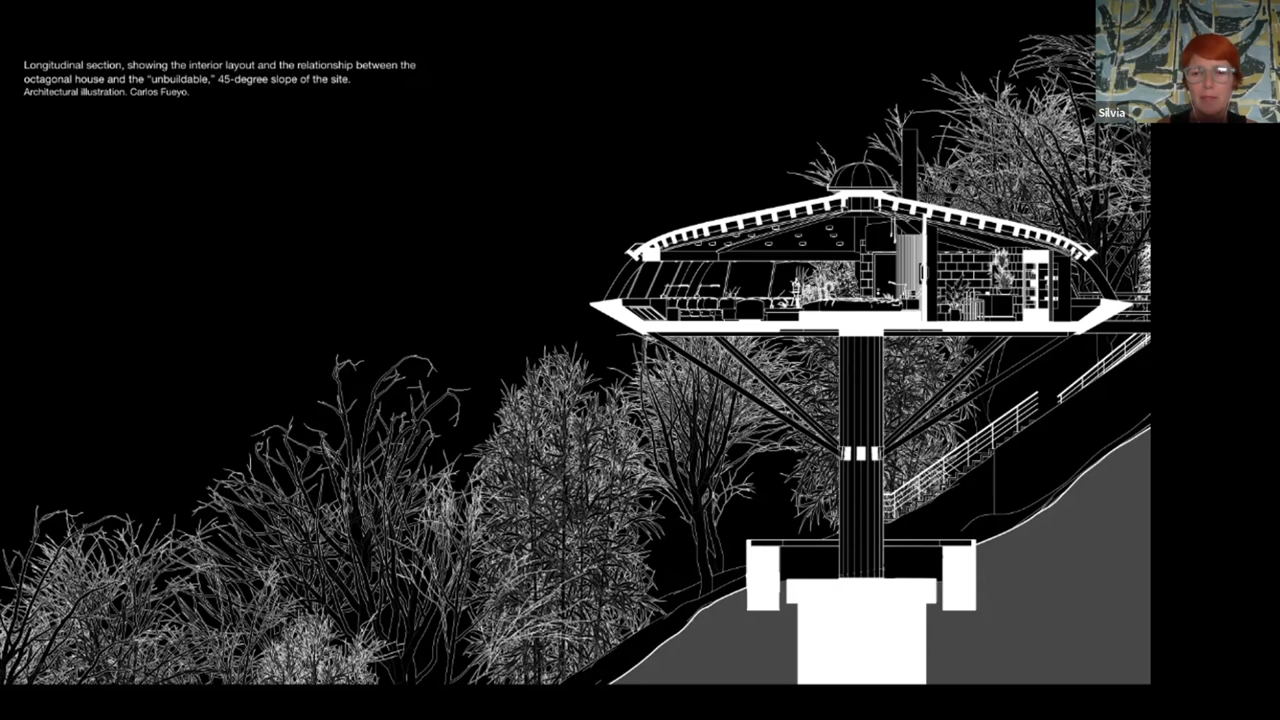 Longitudinal section, showing the interior layout and the relationship between the
octagonal house and the “unbuildable,” 45-degree slope of the site.
Architectural illustration. Carlos Fueyo.
Silvia